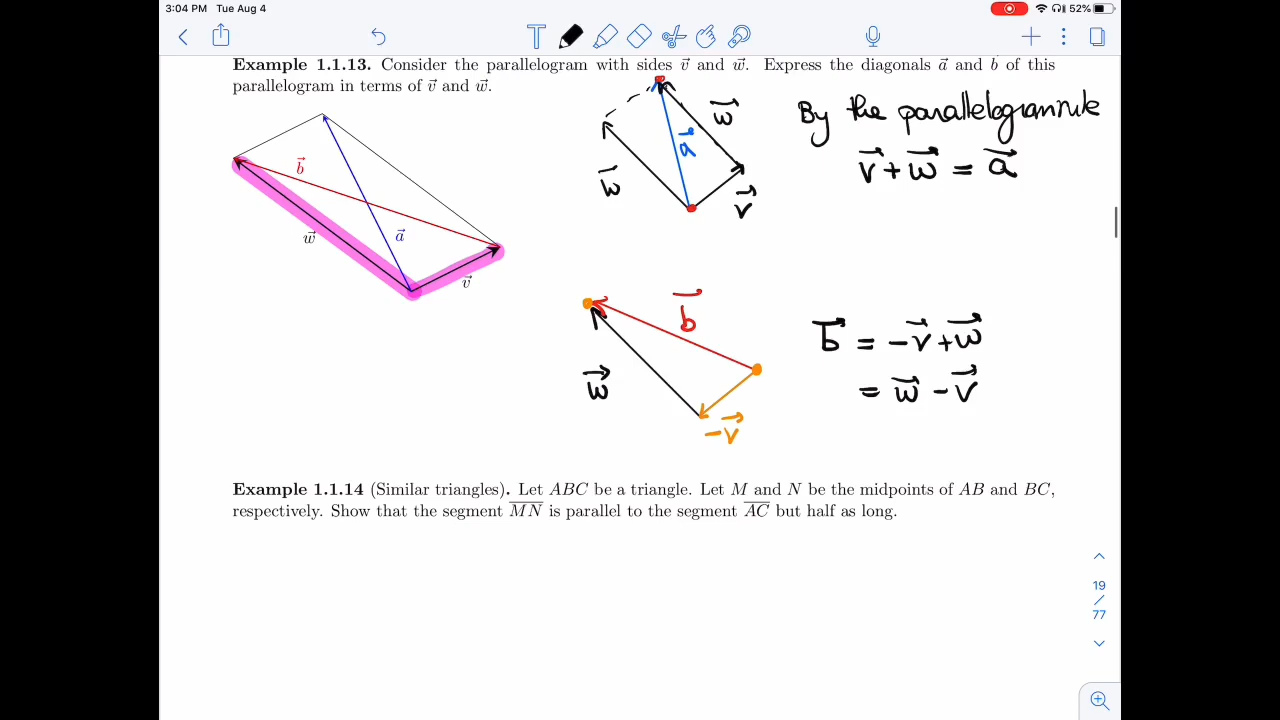 3:04 PM Tue Aug 4
52%
Example 1.1.13. Consider the parallelogram with sides v⃗ and w⃗. Express the diagonals a⃗ and b⃗ of this
parallelogram in terms of v⃗ and w⃗.
b⃗
w⃗
a⃗
v⃗
w⃗
a⃗
w⃗
v⃗
By the parallelogram rule
v⃗ + w⃗ = a⃗
b⃗
w⃗
-v⃗
b⃗ = -v⃗ + w⃗
= w⃗ - v⃗
Example 1.1.14 (Similar triangles). Let ABC be a triangle. Let M and N be the midpoints of AB and BC,
respectively. Show that the segment M̅N̅ is parallel to the segment A̅C̅ but half as long.
19
/
77